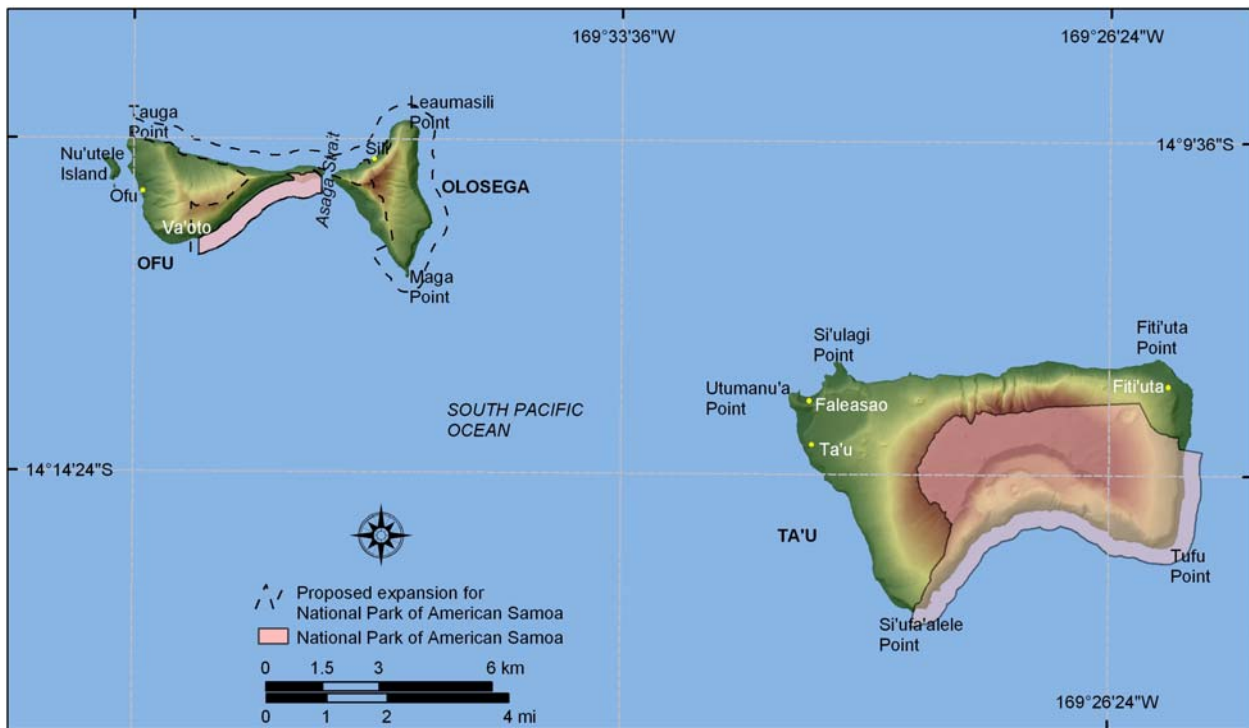 169°33'36"W
169°26'24"W
Tauga
Point
Leaumasili
Point
Nu'utele
Island
Sili
14°9'36"S
Ofu
Asaga Strait
OLOSEGA
Va'oto
OFU
Maga
Point
Si'ulagi
Point
Fiti'uta
Point
Utumanu'a
Point
Fiti'uta
Faleasao
SOUTH PACIFIC
OCEAN
Ta'u
14°14'24"S
TA'U
Tufu
Point
Proposed expansion for
National Park of American Samoa
National Park of American Samoa
Si'ufa'alele
Point
0 1.5 3 6 km
0 1 2 4 mi
169°26'24"W